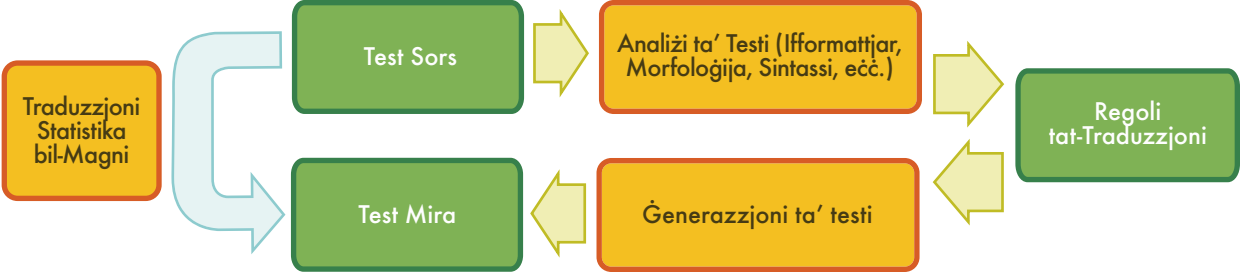 Traduzzjoni
Statistika
bil-Magni
Test Sors
Analiżi ta’ Testi (Ifformattjar,
Morfoloġija, Sintassi, eċċ.)
Regoli
tat-Traduzzjoni
Test Mira
Ġenerazzjoni ta’ testi